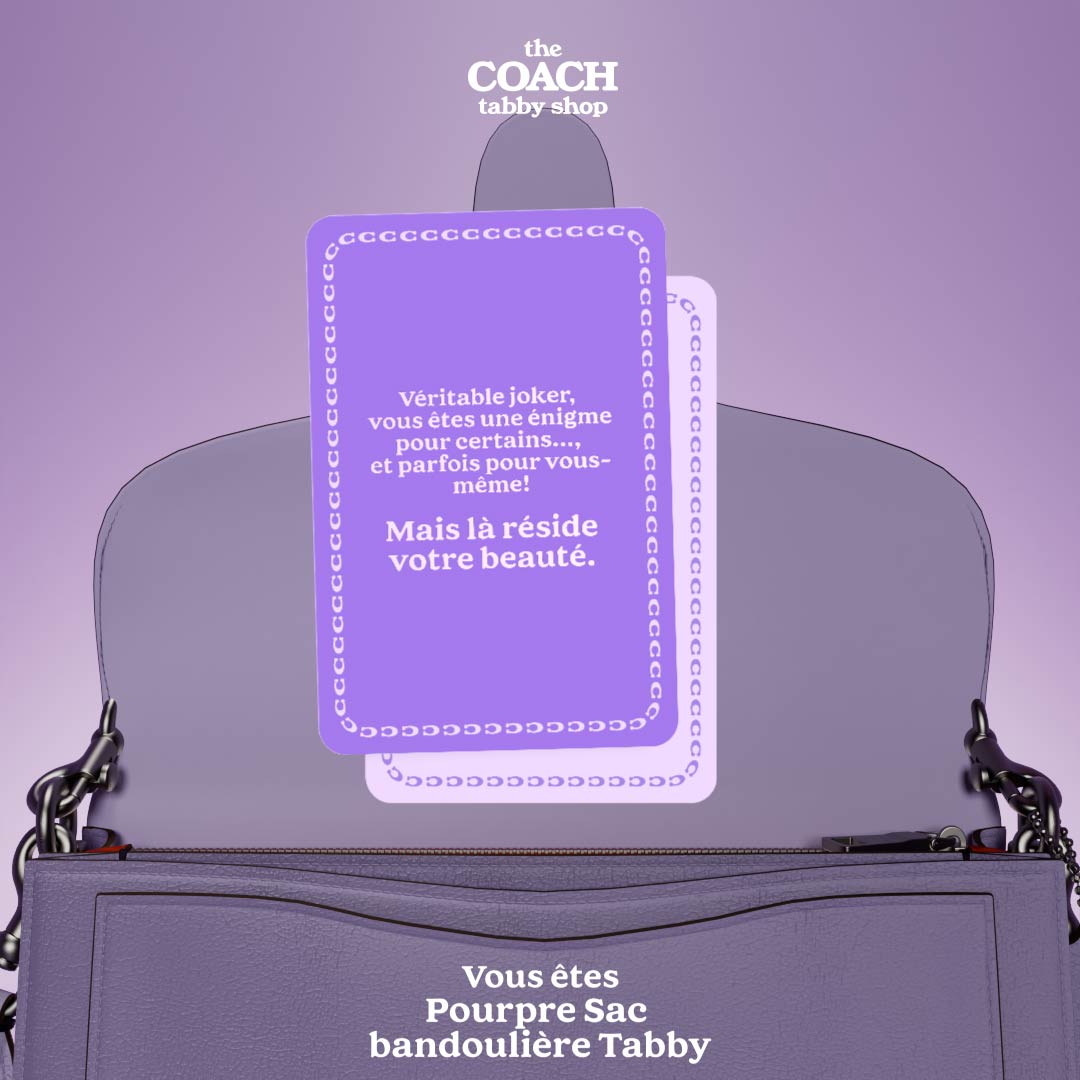 the
COACH
tabby shop
Véritable joker,
vous êtes une énigme
pour certains...,
et parfois pour vous-
même!
Mais là réside
votre beauté.
Vous êtes
Pourpre Sac
bandoulière Tabby